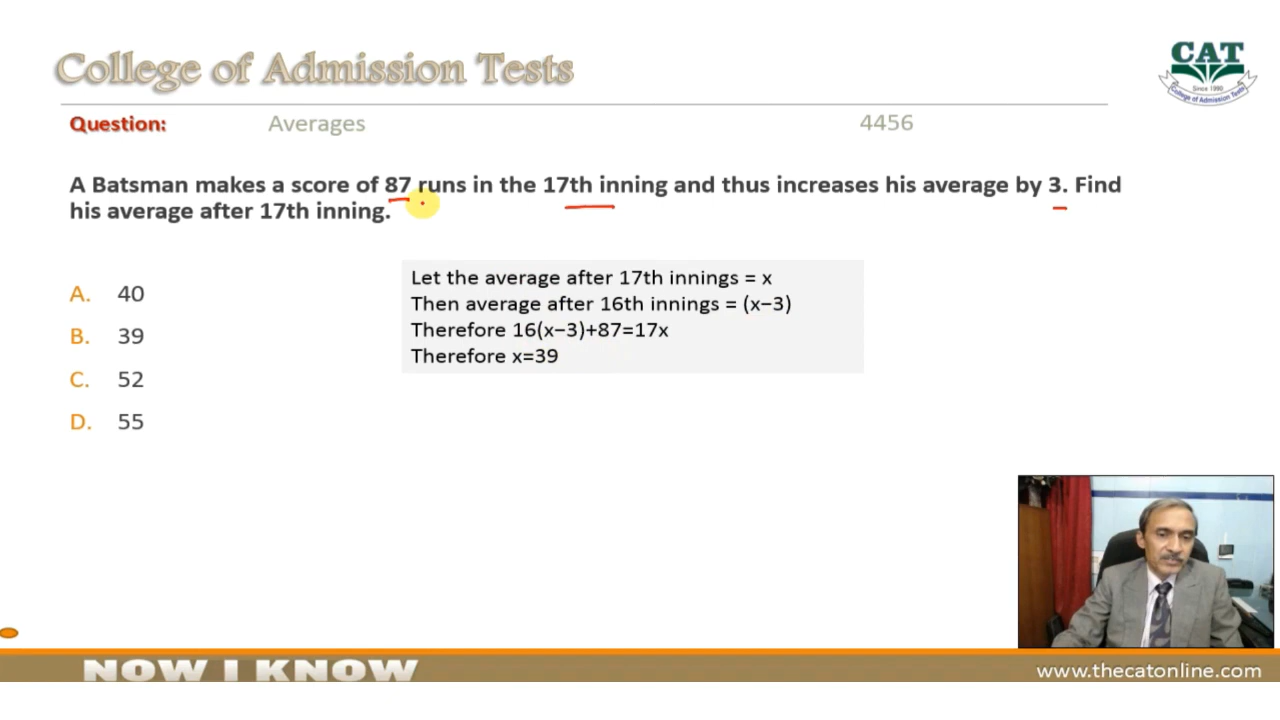 College of Admission Tests
CAT
Since 1990
College of Admission Tests
Question: Averages 4456
A Batsman makes a score of 87 runs in the 17th inning and thus increases his average by 3. Find
his average after 17th inning.
Let the average after 17th innings = x
Then average after 16th innings = (x−3)
Therefore 16(x−3)+87=17x
Therefore x=39
A. 40
B. 39
C. 52
D. 55
NOW I KNOW
www.thecatonline.com